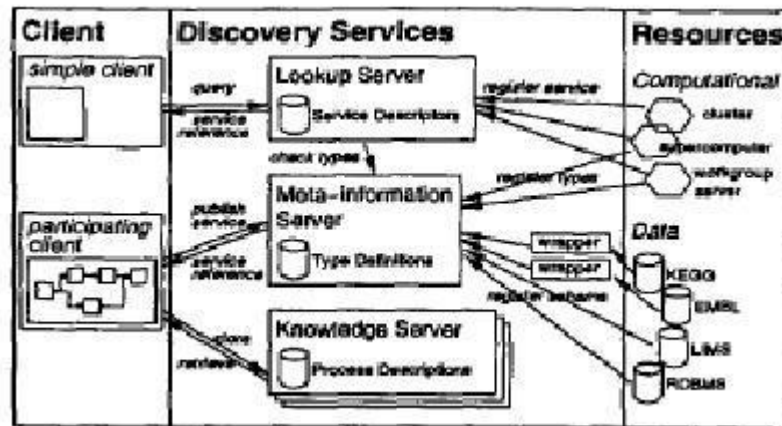 Client
Discovery Services
Resources
simple client
query
service
reference
Lookup Server
Service Descriptors
register service
Computational
cluster
supercomputer
workgroup
server
check types
register types
Meta-information
Server
Type Definitions
publish
service
service
reference
participating
client
Data
wrapper
wrapper
KEGG
EMBL
LIMS
RDBMS
register schema
Knowledge Server
Process Descriptions
store
retrieve